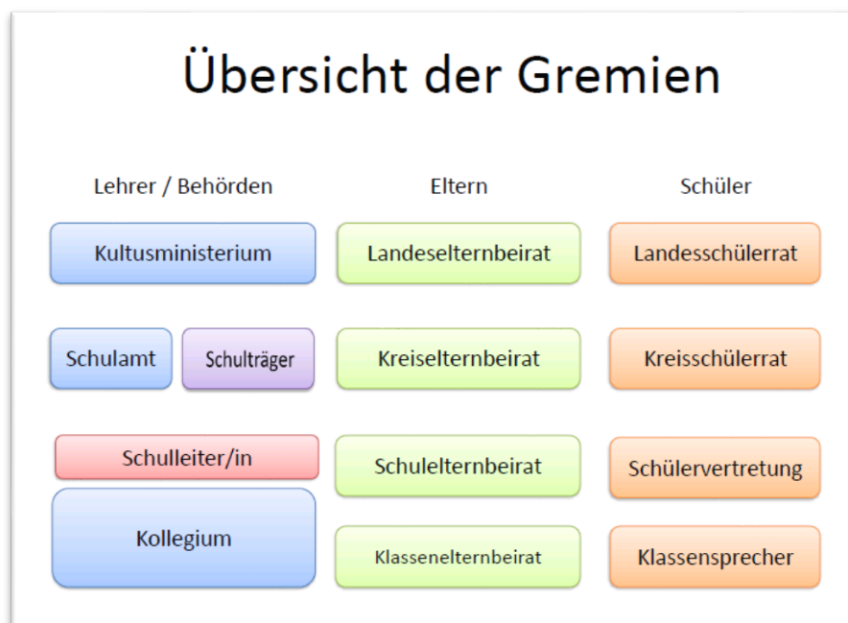 Übersicht der Gremien
Lehrer / Behörden Eltern Schüler
Kultusministerium Landeselternbeirat Landesschülerrat
Schulamt Schulträger Kreiselternbeirat Kreisschülerrat
Schulleiter/in Schulelternbeirat Schülervertretung
Kollegium Klassenelternbeirat Klassensprecher